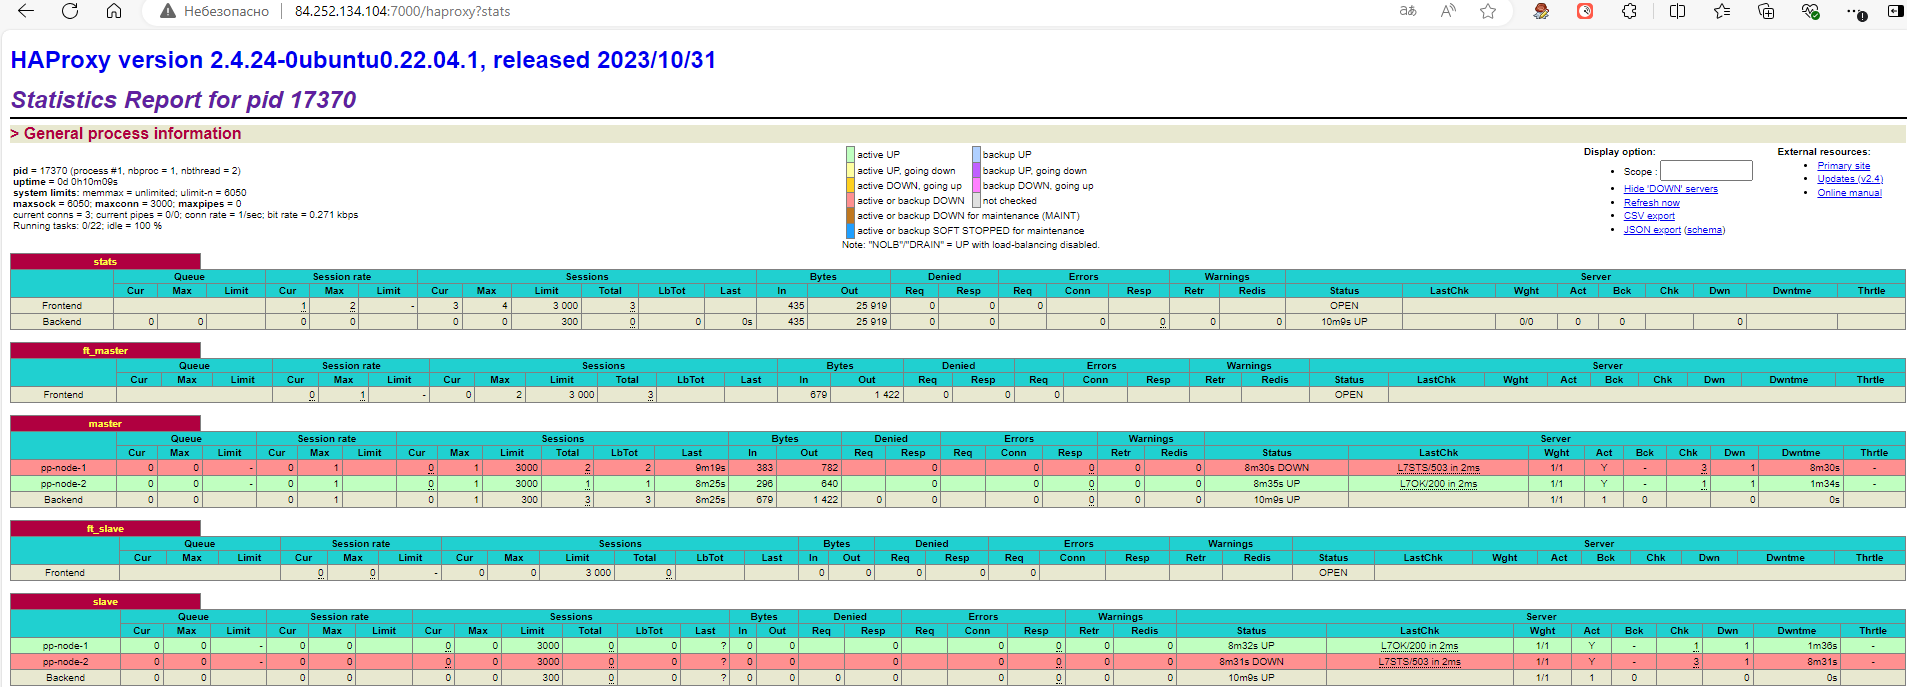 Небезопасно 84.252.134.104:7000/haproxy?stats
HAProxy version 2.4.24-0ubuntu0.22.04.1, released 2023/10/31
Statistics Report for pid 17370
> General process information
pid = 17370 (process #1, nbproc = 1, nbthread = 2)
uptime = 0d 0h10m09s
system limits: memmax = unlimited; ulimit-n = 6050
maxsock = 6050; maxconn = 3000; maxpipes = 0
current conns = 3; current pipes = 0/0; conn rate = 1/sec; bit rate = 0.271 kbps
Running tasks: 0/22; idle = 100 %
active UP backup UP
active UP, going down backup UP, going down
active DOWN, going up backup DOWN, going up
active or backup DOWN not checked
active or backup DOWN for maintenance (MAINT)
active or backup SOFT STOPPED for maintenance
Note: "NOLB"/"DRAIN" = UP with load-balancing disabled.
Display option:
Scope :
Hide 'DOWN' servers
Refresh now
CSV export
JSON export (schema)
External resources:
Primary site
Updates (v2.4)
Online manual
stats
Queue Session rate Sessions Bytes Denied Errors Warnings Server
Cur Max Limit Cur Max Limit Cur Max Limit Total LbTot Last In Out Req Resp Req Conn Resp Retr Redis Status LastChk Wght Act Bck Chk Dwn Dwntme Thrtle
Frontend 1 2 - 3 4 3 000 3 435 25 919 0 0 0 OPEN
Backend 0 0 0 0 0 0 300 0 0 0s 435 25 919 0 0 0 0 0 0 10m9s UP 0/0 0 0 0
ft_master
Queue Session rate Sessions Bytes Denied Errors Warnings Server
Cur Max Limit Cur Max Limit Cur Max Limit Total LbTot Last In Out Req Resp Req Conn Resp Retr Redis Status LastChk Wght Act Bck Chk Dwn Dwntme Thrtle
Frontend 0 1 - 0 2 3 000 3 679 1 422 0 0 0 OPEN
master
Queue Session rate Sessions Bytes Denied Errors Warnings Server
Cur Max Limit Cur Max Limit Cur Max Limit Total LbTot Last In Out Req Resp Req Conn Resp Retr Redis Status LastChk Wght Act Bck Chk Dwn Dwntme Thrtle
pp-node-1 0 0 - 0 1 0 1 3000 2 2 9m19s 383 782 0 0 0 0 0 8m30s DOWN L7STS/503 in 2ms 1/1 Y - 3 1 8m30s -
pp-node-2 0 0 - 0 1 0 1 3000 1 1 8m25s 296 640 0 0 0 0 0 8m35s UP L7OK/200 in 2ms 1/1 Y - 1 1 1m34s -
Backend 0 0 0 1 0 1 300 3 3 8m25s 679 1 422 0 0 0 0 0 0 10m9s UP 1/1 1 0 0 0s
ft_slave
Queue Session rate Sessions Bytes Denied Errors Warnings Server
Cur Max Limit Cur Max Limit Cur Max Limit Total LbTot Last In Out Req Resp Req Conn Resp Retr Redis Status LastChk Wght Act Bck Chk Dwn Dwntme Thrtle
Frontend 0 0 - 0 0 3 000 0 0 0 0 0 0 OPEN
slave
Queue Session rate Sessions Bytes Denied Errors Warnings Server
Cur Max Limit Cur Max Limit Cur Max Limit Total LbTot Last In Out Req Resp Req Conn Resp Retr Redis Status LastChk Wght Act Bck Chk Dwn Dwntme Thrtle
pp-node-1 0 0 - 0 0 0 0 3000 0 0 ? 0 0 0 0 0 0 0 8m32s UP L7OK/200 in 2ms 1/1 Y - 1 1 1m36s -
pp-node-2 0 0 - 0 0 0 0 3000 0 0 ? 0 0 0 0 0 0 0 8m31s DOWN L7STS/503 in 2ms 1/1 Y - 3 1 8m31s -
Backend 0 0 0 0 0 0 300 0 0 ? 0 0 0 0 0 0 0 0 10m9s UP 1/1 1 0 0 0s